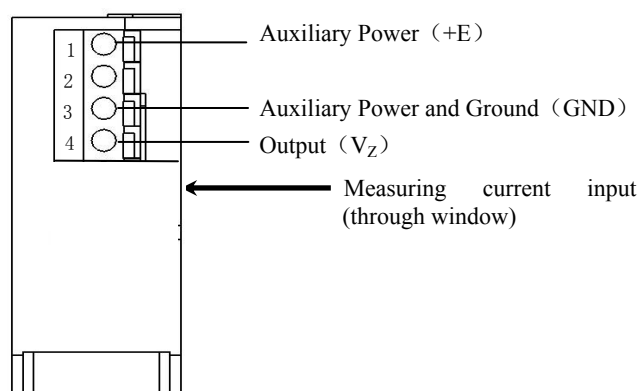 1 Auxiliary Power（+E）
2
3 Auxiliary Power and Ground（GND）
4 Output（VZ）
Measuring current input
(through window)